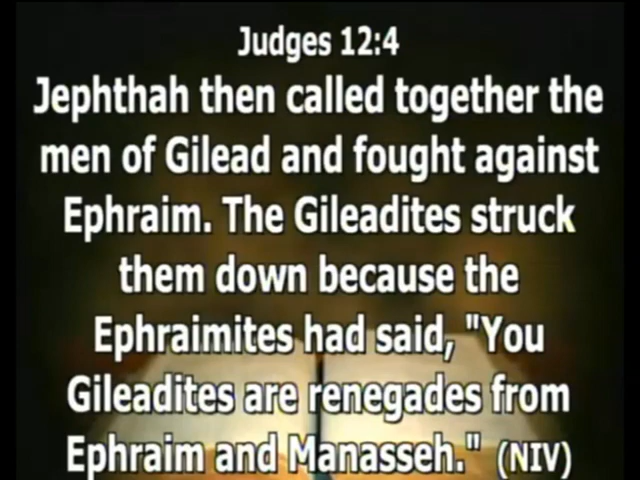 Judges 12:4
Jephthah then called together the
men of Gilead and fought against
Ephraim. The Gileadites struck
them down because the
Ephraimites had said, "You
Gileadites are renegades from
Ephraim and Manasseh." (NIV)